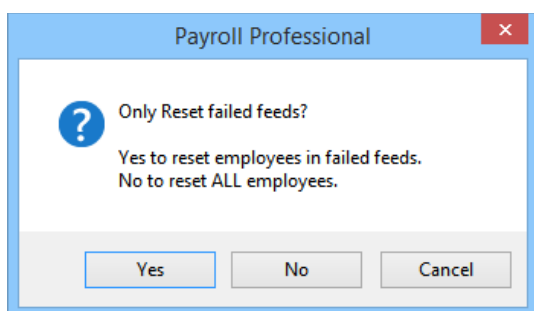 Payroll Professional
Only Reset failed feeds?
Yes to reset employees in failed feeds.
No to reset ALL employees.
Yes No Cancel